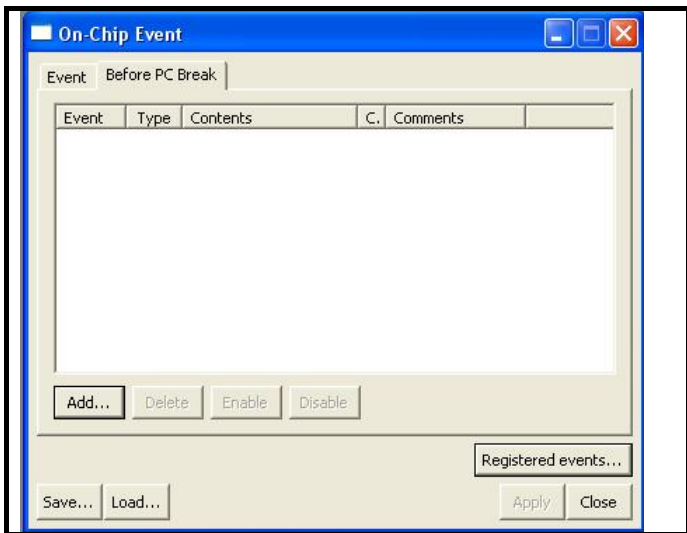 On-Chip Event
Event Before PC Break
Event Type Contents C. Comments
Add... Delete Enable Disable
Registered events...
Save... Load... Apply Close